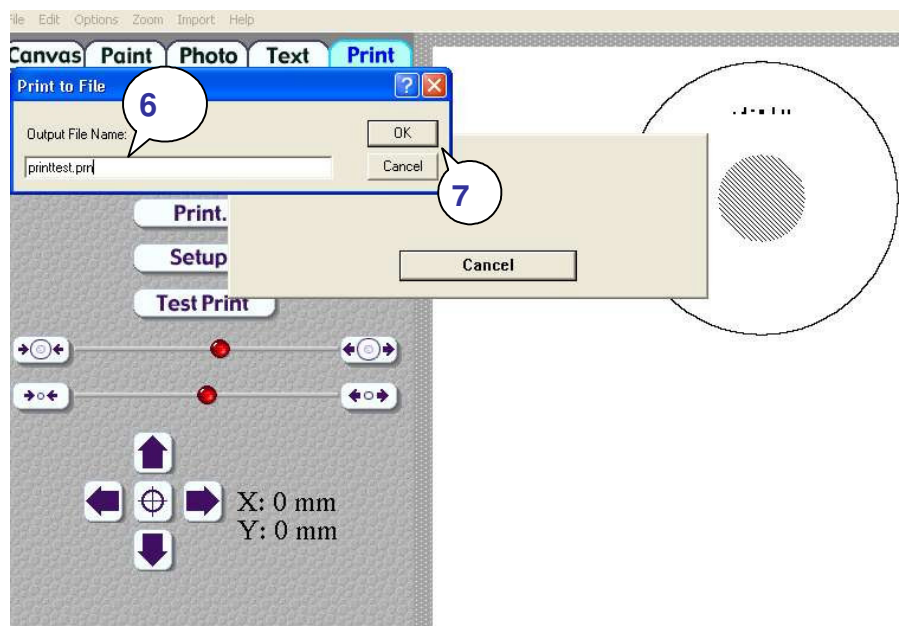 File Edit Options Zoom Import Help
Canvas Paint Photo Text Print
Print to File
6
Output File Name:
OK
printtest.prn
Cancel
7
Print.
Setup
Cancel
Test Print
X: 0 mm
Y: 0 mm